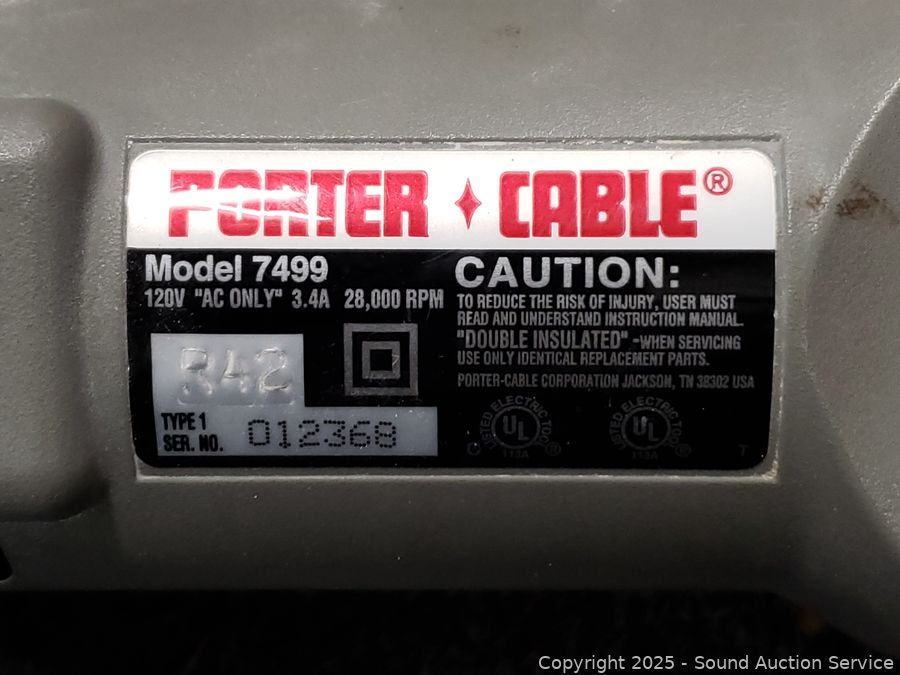 PORTER CABLE®
Model 7499
120V "AC ONLY" 3.4A 28,000 RPM
342
TYPE 1
SER. NO. 012368
CAUTION:
TO REDUCE THE RISK OF INJURY, USER MUST
READ AND UNDERSTAND INSTRUCTION MANUAL.
"DOUBLE INSULATED" -WHEN SERVICING
USE ONLY IDENTICAL REPLACEMENT PARTS.
PORTER-CABLE CORPORATION JACKSON, TN 38302 USA
C LISTED ELECTRIC TOOL ®
UL
113A
LISTED ELECTRIC TOOL ®
UL
113A
T
Copyright © 2025 - Sound Auction Service